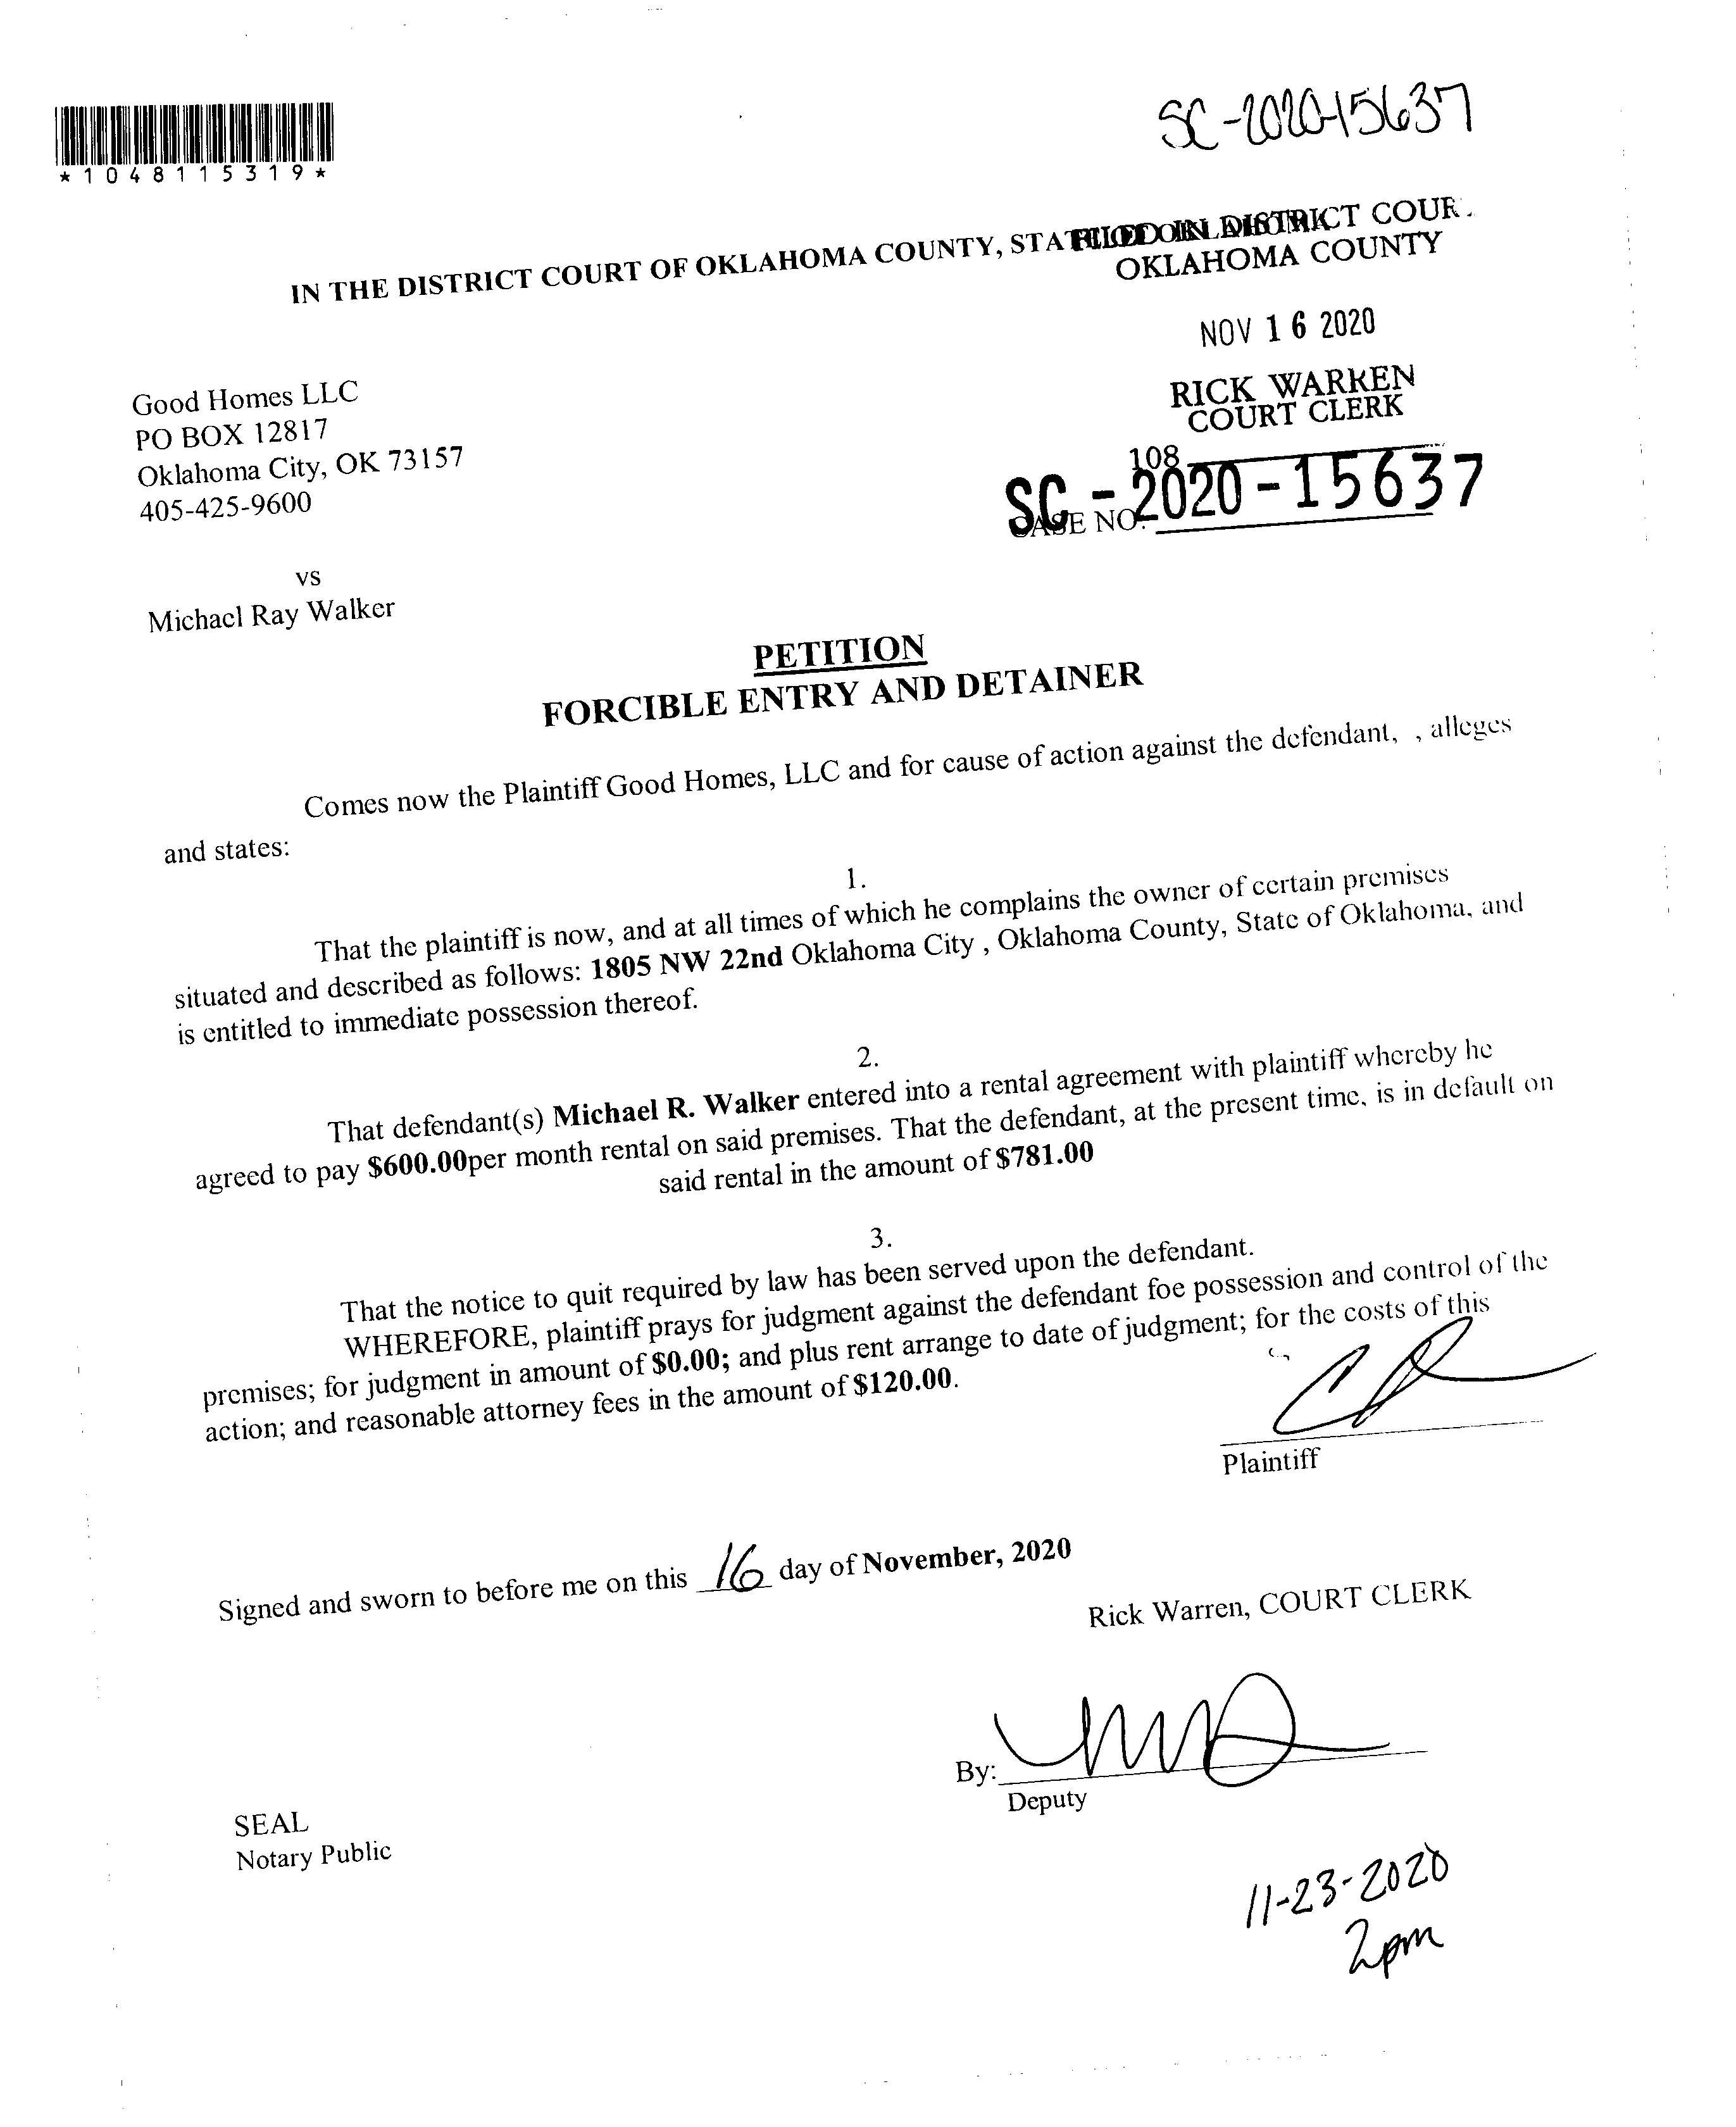 *1048115319*
SC-2020-15637
IN THE DISTRICT COURT OF OKLAHOMA COUNTY, STATE OF OKLAHOMA
FILED IN DISTRICT COUR
OKLAHOMA COUNTY
NOV 16 2020
RICK WARREN
COURT CLERK
108
SC - 2020-15637
CASE NO.
Good Homes LLC
PO BOX 12817
Oklahoma City, OK 73157
405-425-9600
vs
Michael Ray Walker
PETITION
FORCIBLE ENTRY AND DETAINER
Comes now the Plaintiff Good Homes, LLC and for cause of action against the defendant, , alleges
and states:
1.
That the plaintiff is now, and at all times of which he complains the owner of certain premises
situated and described as follows: 1805 NW 22nd Oklahoma City , Oklahoma County, State of Oklahoma, and
is entitled to immediate possession thereof.
2.
That defendant(s) Michael R. Walker entered into a rental agreement with plaintiff whereby he
agreed to pay $600.00per month rental on said premises. That the defendant, at the present time, is in default on
said rental in the amount of $781.00
3.
That the notice to quit required by law has been served upon the defendant.
WHEREFORE, plaintiff prays for judgment against the defendant foe possession and control of the
premises; for judgment in amount of $0.00; and plus rent arrange to date of judgment; for the costs of this
action; and reasonable attorney fees in the amount of $120.00.
Plaintiff
Signed and sworn to before me on this 16 day of November, 2020
Rick Warren, COURT CLERK
By:
Deputy
SEAL
Notary Public
11-23-2020
2pm